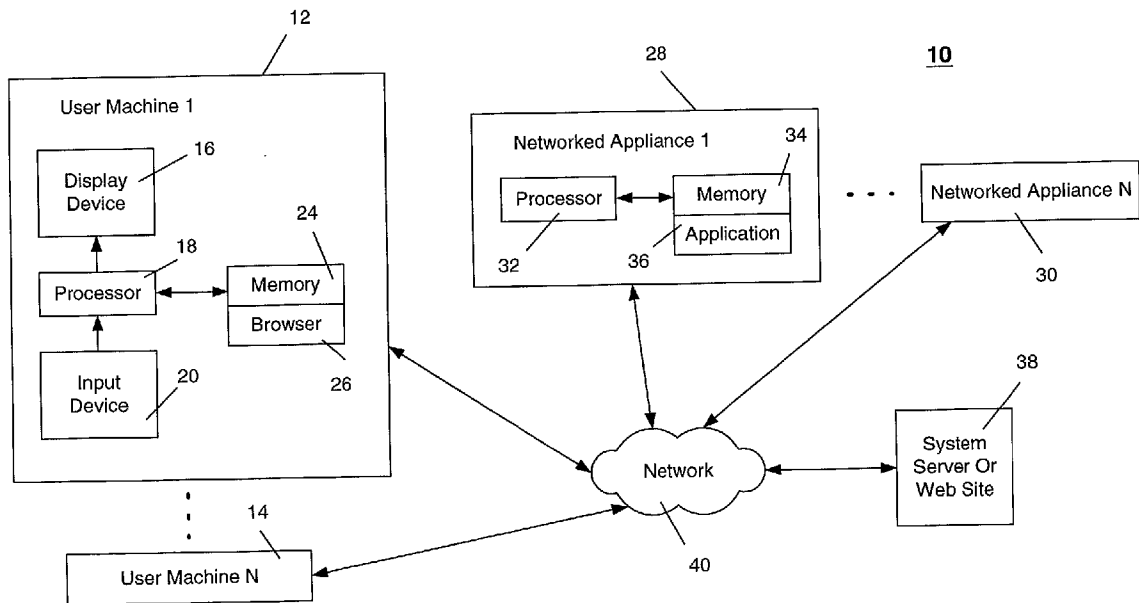 12
28
10
User Machine 1
16
Display
Device
18
Processor
24
Memory
Browser
26
20
Input
Device
Networked Appliance 1
34
Processor
Memory
Application
32
36
Networked Appliance N
30
38
System
Server Or
Web Site
Network
40
14
User Machine N